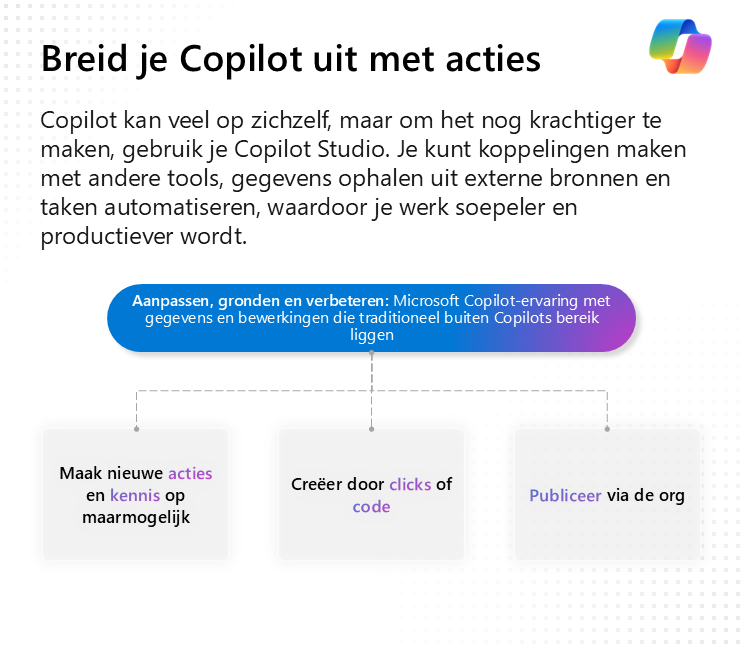 Breid je Copilot uit met acties
Copilot kan veel op zichzelf, maar om het nog krachtiger te
maken, gebruik je Copilot Studio. Je kunt koppelingen maken
met andere tools, gegevens ophalen uit externe bronnen en
taken automatiseren, waardoor je werk soepeler en
productiever wordt.
Aanpassen, gronden en verbeteren: Microsoft Copilot-ervaring met
gegevens en bewerkingen die traditioneel buiten Copilots bereik
liggen
Maak nieuwe acties
en kennis op
maarmogelijk
Creëer door clicks of
code
Publiceer via de org